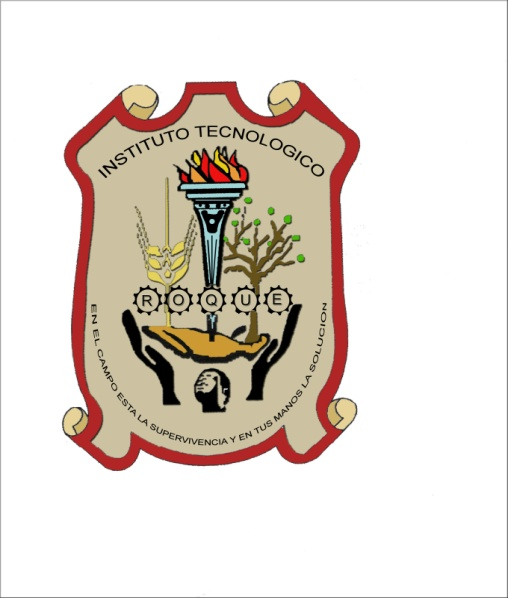 INSTITUTO TECNOLOGICO
ROQUE
EN EL CAMPO ESTA LA SUPERVIVENCIA Y EN TUS MANOS LA SOLUCION